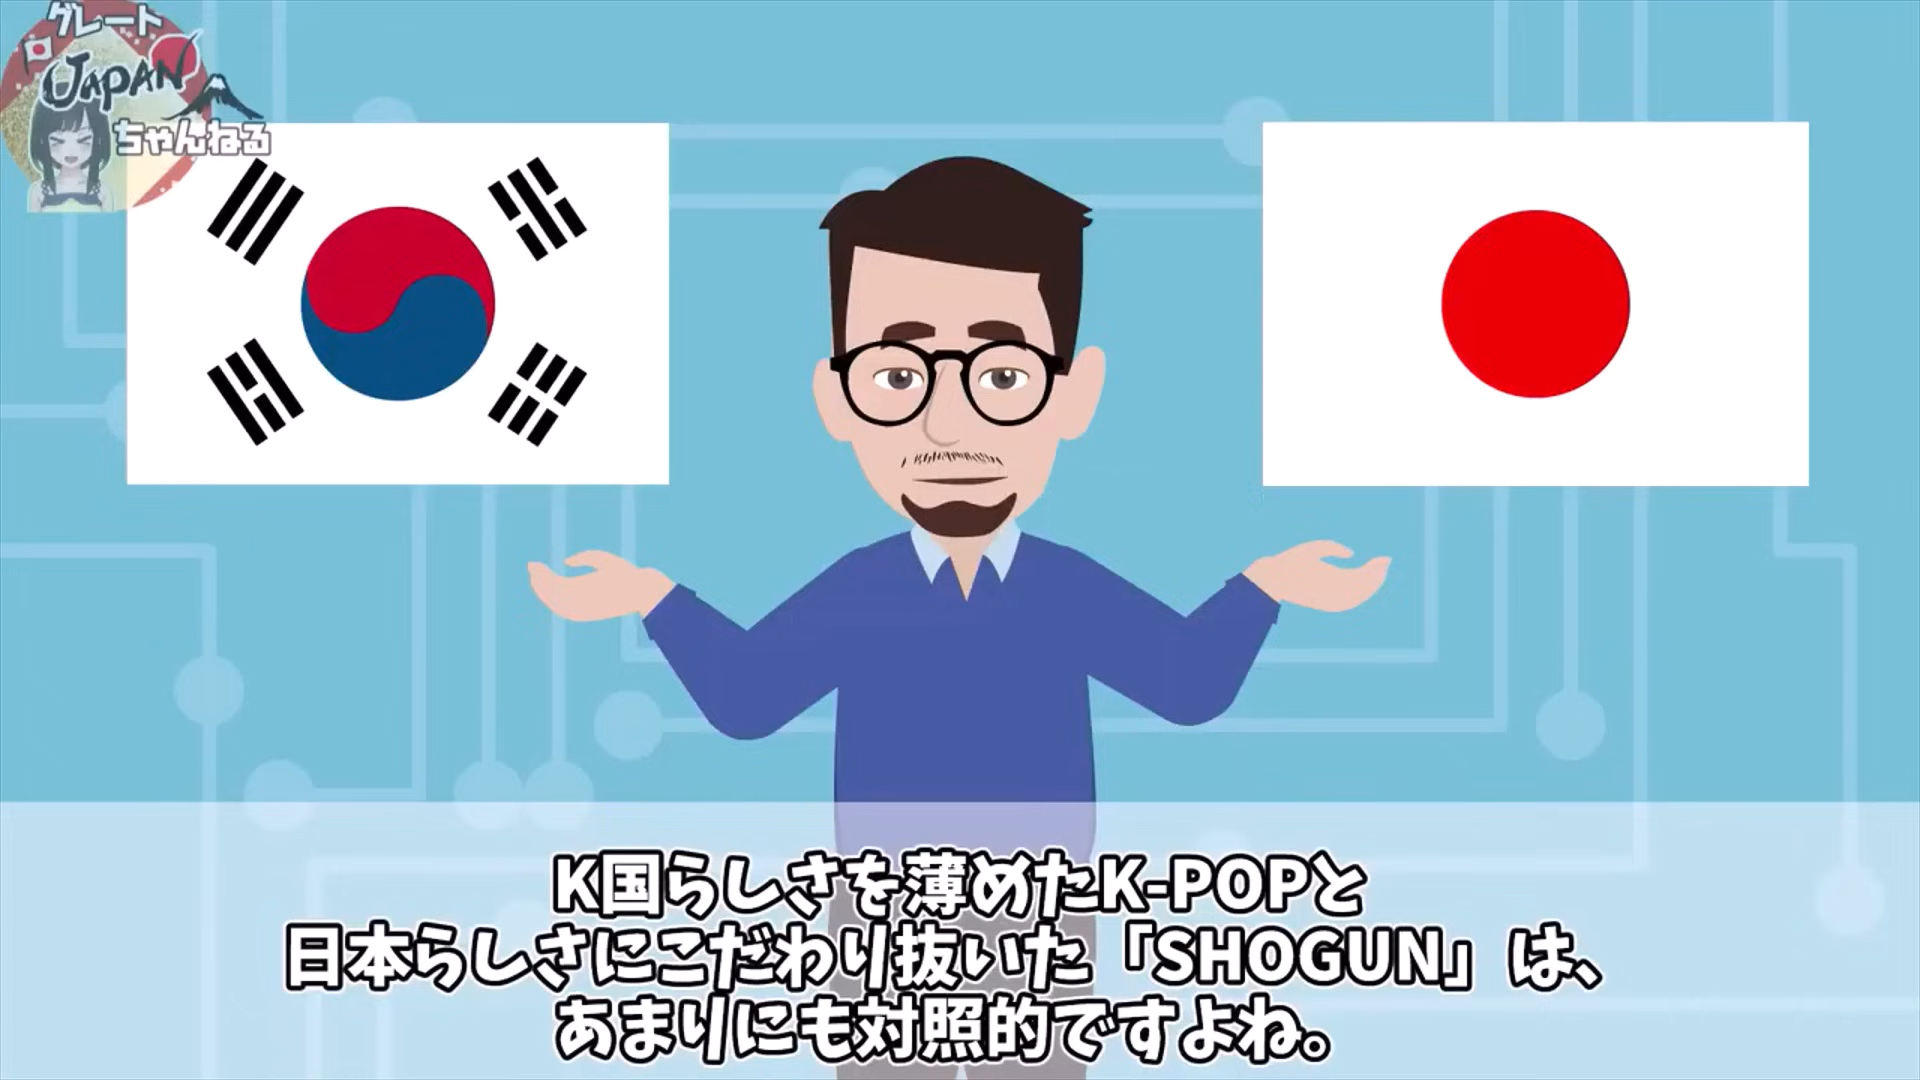 グレート
JAPAN
ちゃんねる
K国らしさを薄めたK-POPと
日本らしさにこだわり抜いた「SHOGUN」は、
あまりにも対照的ですよね。